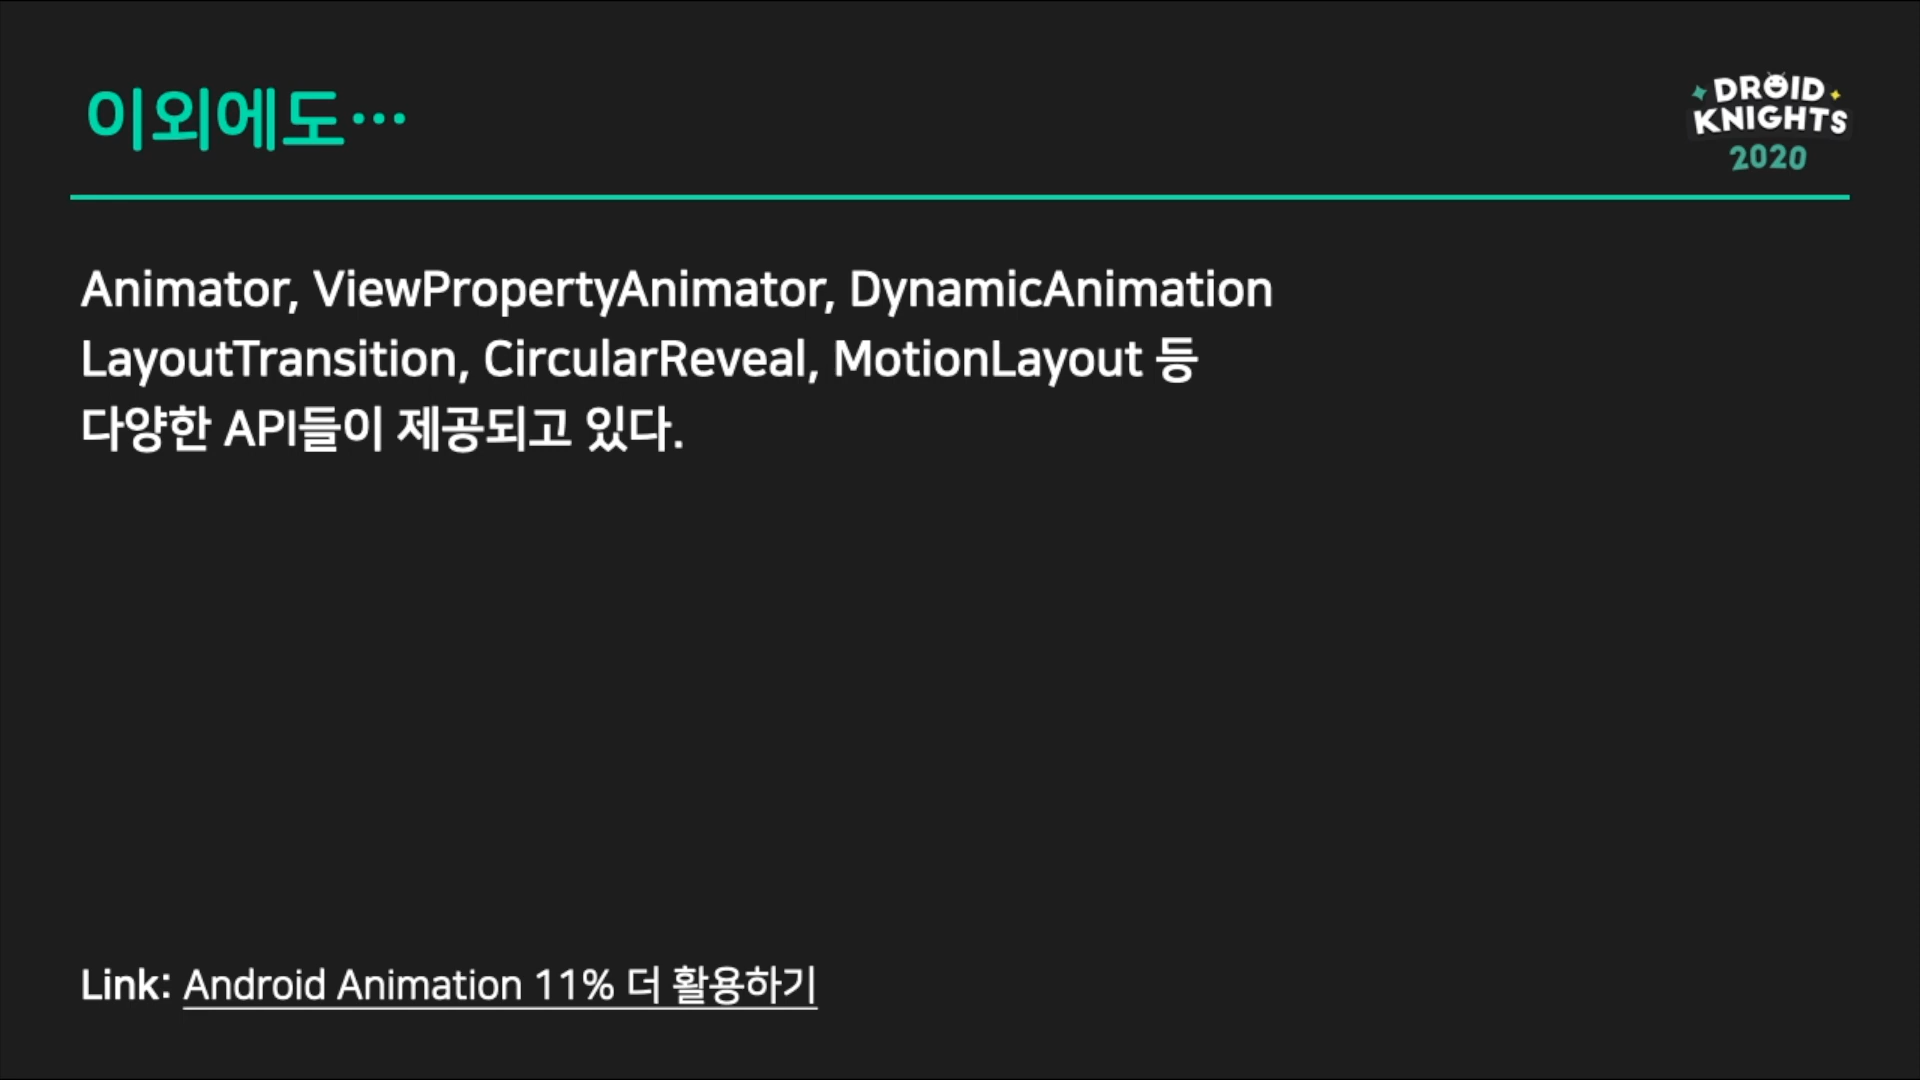 이외에도…
DROID
KNIGHTS
2020
Animator, ViewPropertyAnimator, DynamicAnimation
LayoutTransition, CircularReveal, MotionLayout 등
다양한 API들이 제공되고 있다.
Link: Android Animation 11% 더 활용하기